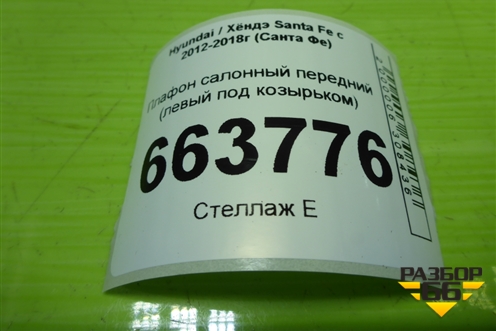 Hyundai / Хёндэ Santa Fe с
2012-2018г (Санта Фе)
Плафон салонный передний
(левый под козырьком)
663776
Стеллаж Е
РАЗБОР
66